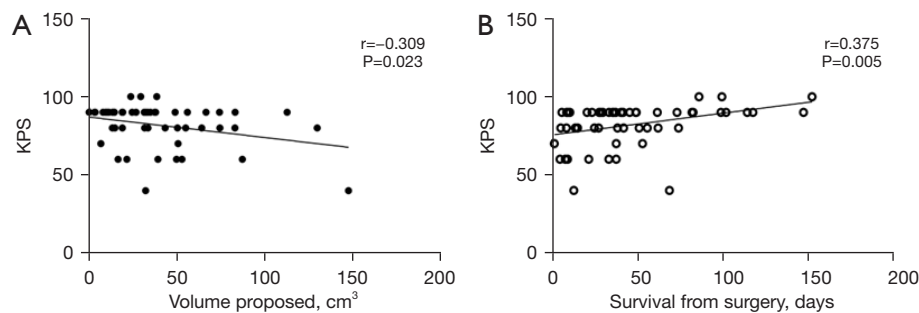 A
150
100
50
0
KPS
r=−0.309
P=0.023
0 50 100 150 200
Volume proposed, cm³
B
150
100
50
0
KPS
r=0.375
P=0.005
0 50 100 150 200
Survival from surgery, days